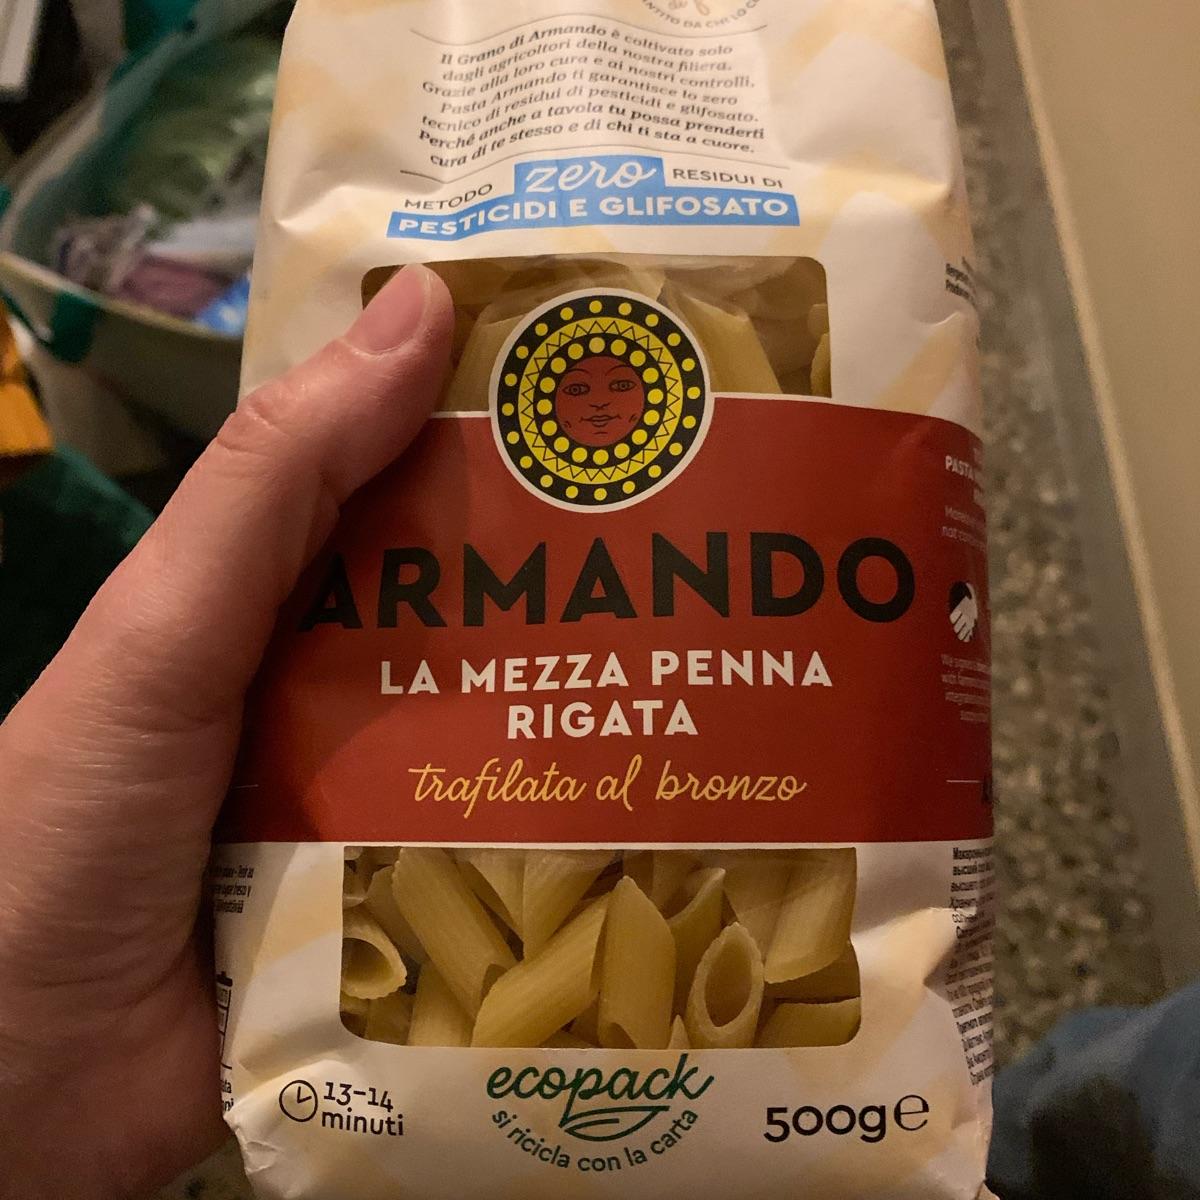 Il Grano di Armando è coltivato solo
dagli agricoltori della nostra filiera.
Grazie alla loro cura e ai nostri controlli,
Pasta Armando ti garantisce lo zero
tecnico di residui di pesticidi e glifosato.
Perché anche a tavola tu possa prenderti
cura di te stesso e di chi ti sta a cuore.
METODO zero RESIDUI DI
PESTICIDI E GLIFOSATO
ARMANDO
LA MEZZA PENNA
RIGATA
trafilata al bronzo
PASTA
13-14
minuti
ecopack
si ricicla con la carta
500g e